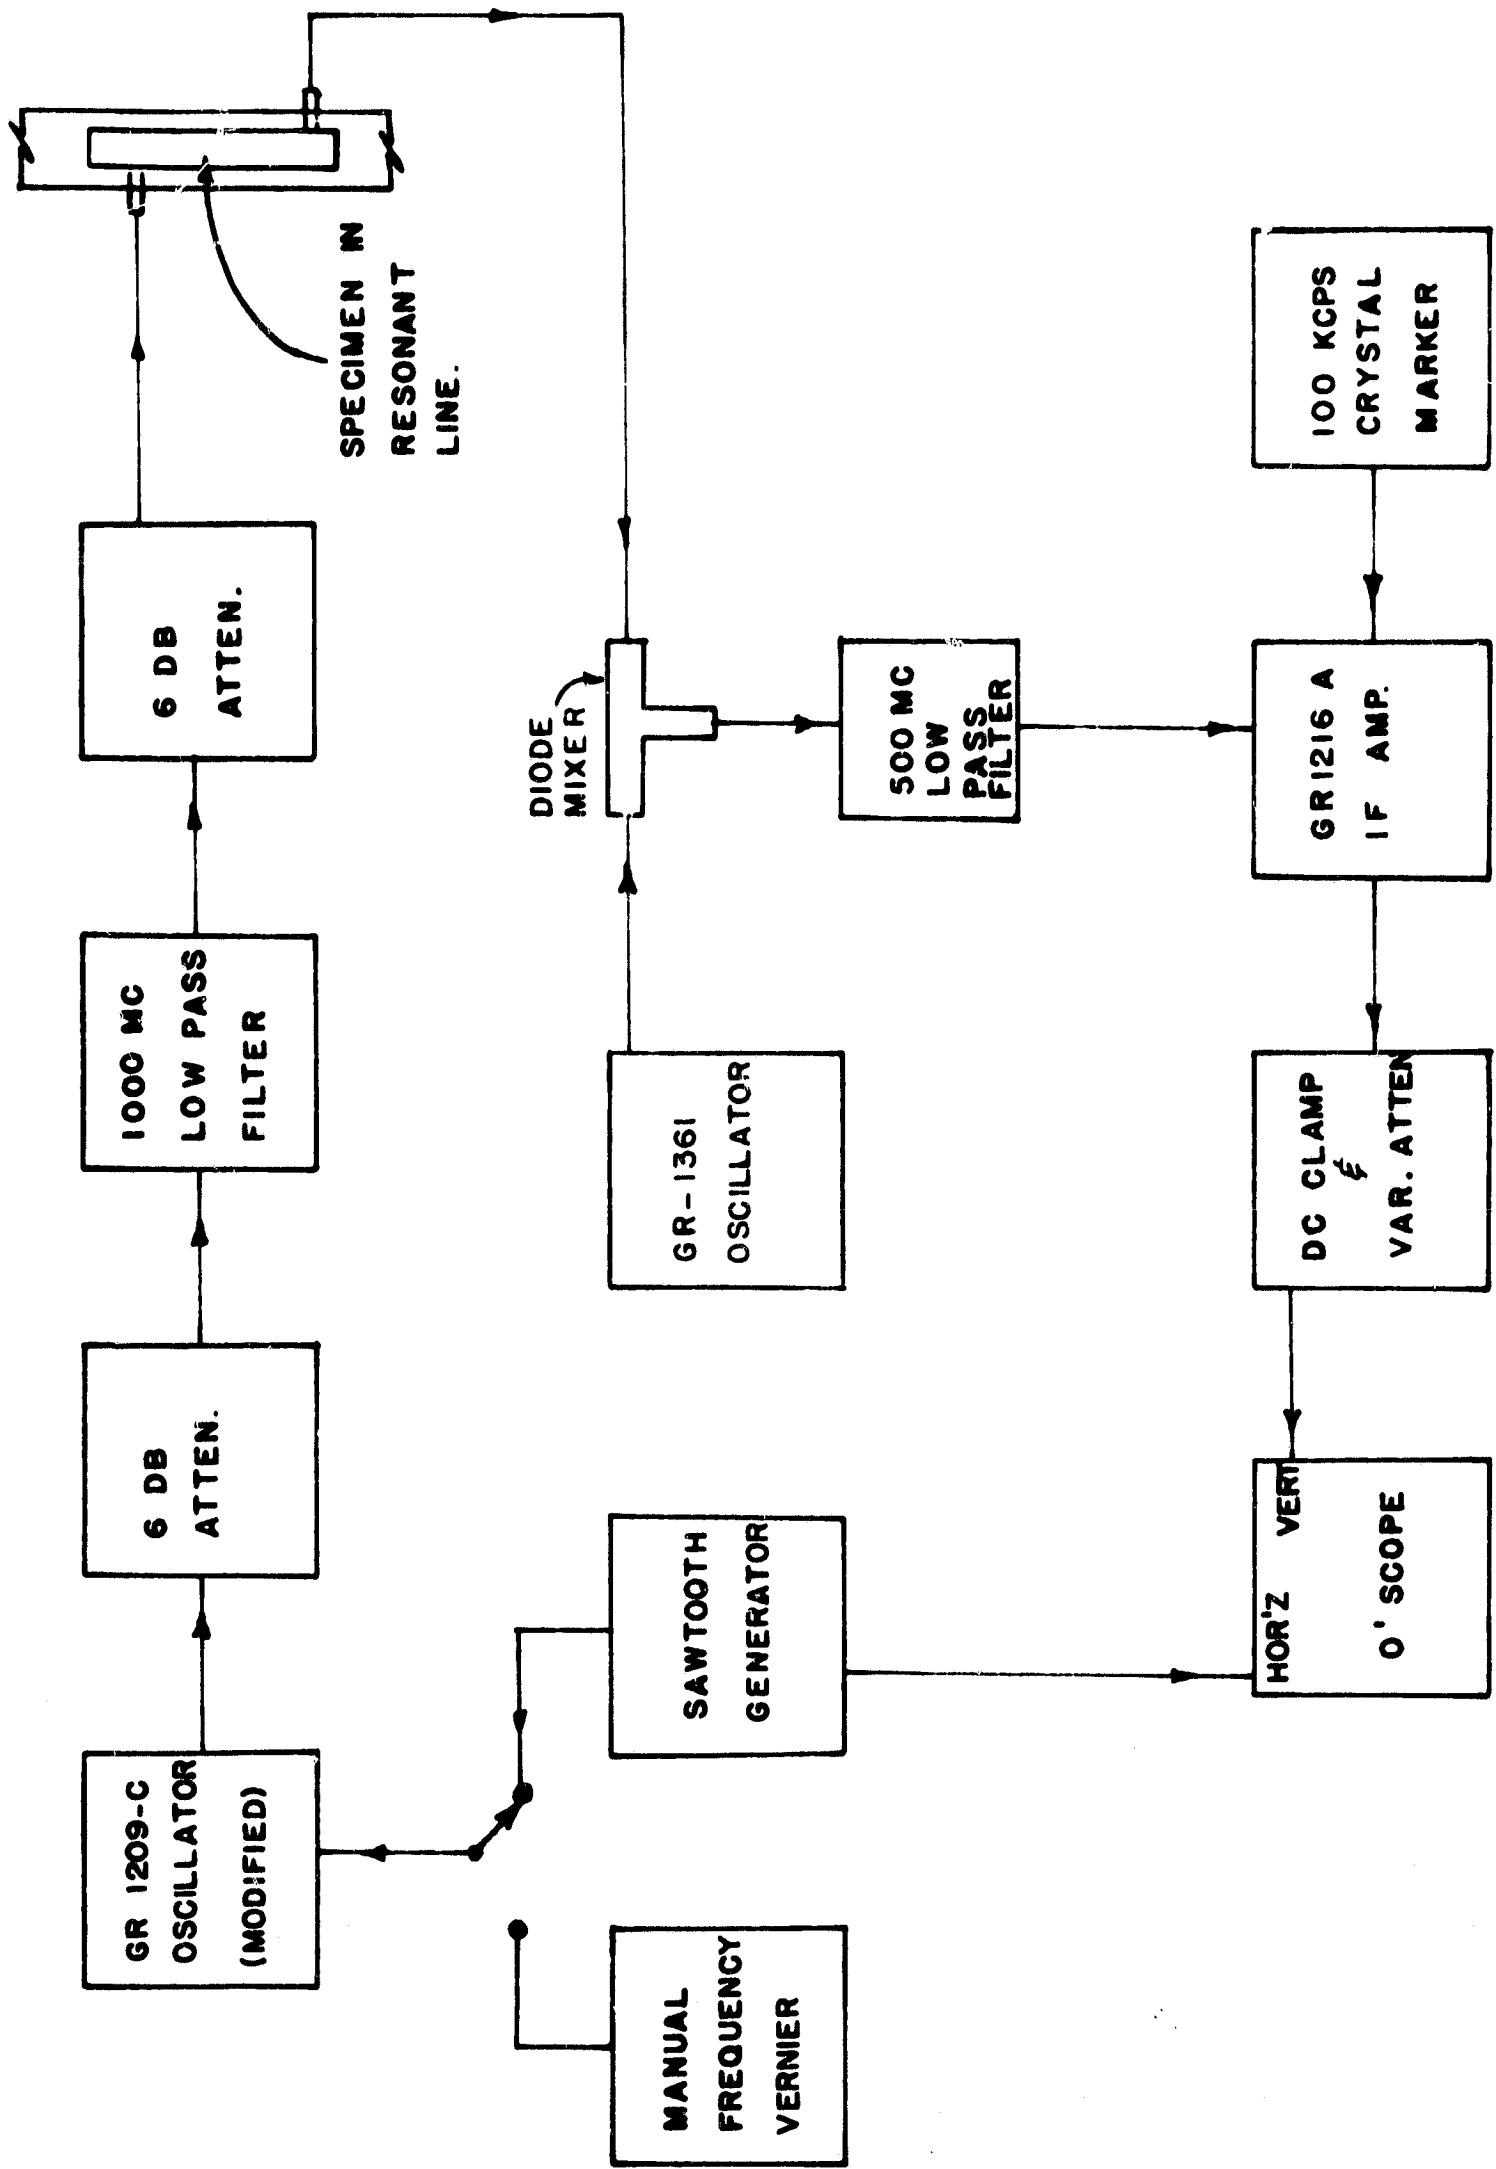 GR 1209-C
OSCILLATOR
(MODIFIED)
6 DB
ATTEN.
1000 MC
LOW PASS
FILTER
6 DB
ATTEN.
SPECIMEN IN
RESONANT
LINE.
MANUAL
FREQUENCY
VERNIER
SAWTOOTH
GENERATOR
GR-1361
OSCILLATOR
DIODE
MIXER
500 MC
LOW
PASS
FILTER
HOR'Z VERT
O'SCOPE
DC CLAMP
&
VAR. ATTEN
GR1216 A
IF AMP.
100 KCPS
CRYSTAL
MARKER